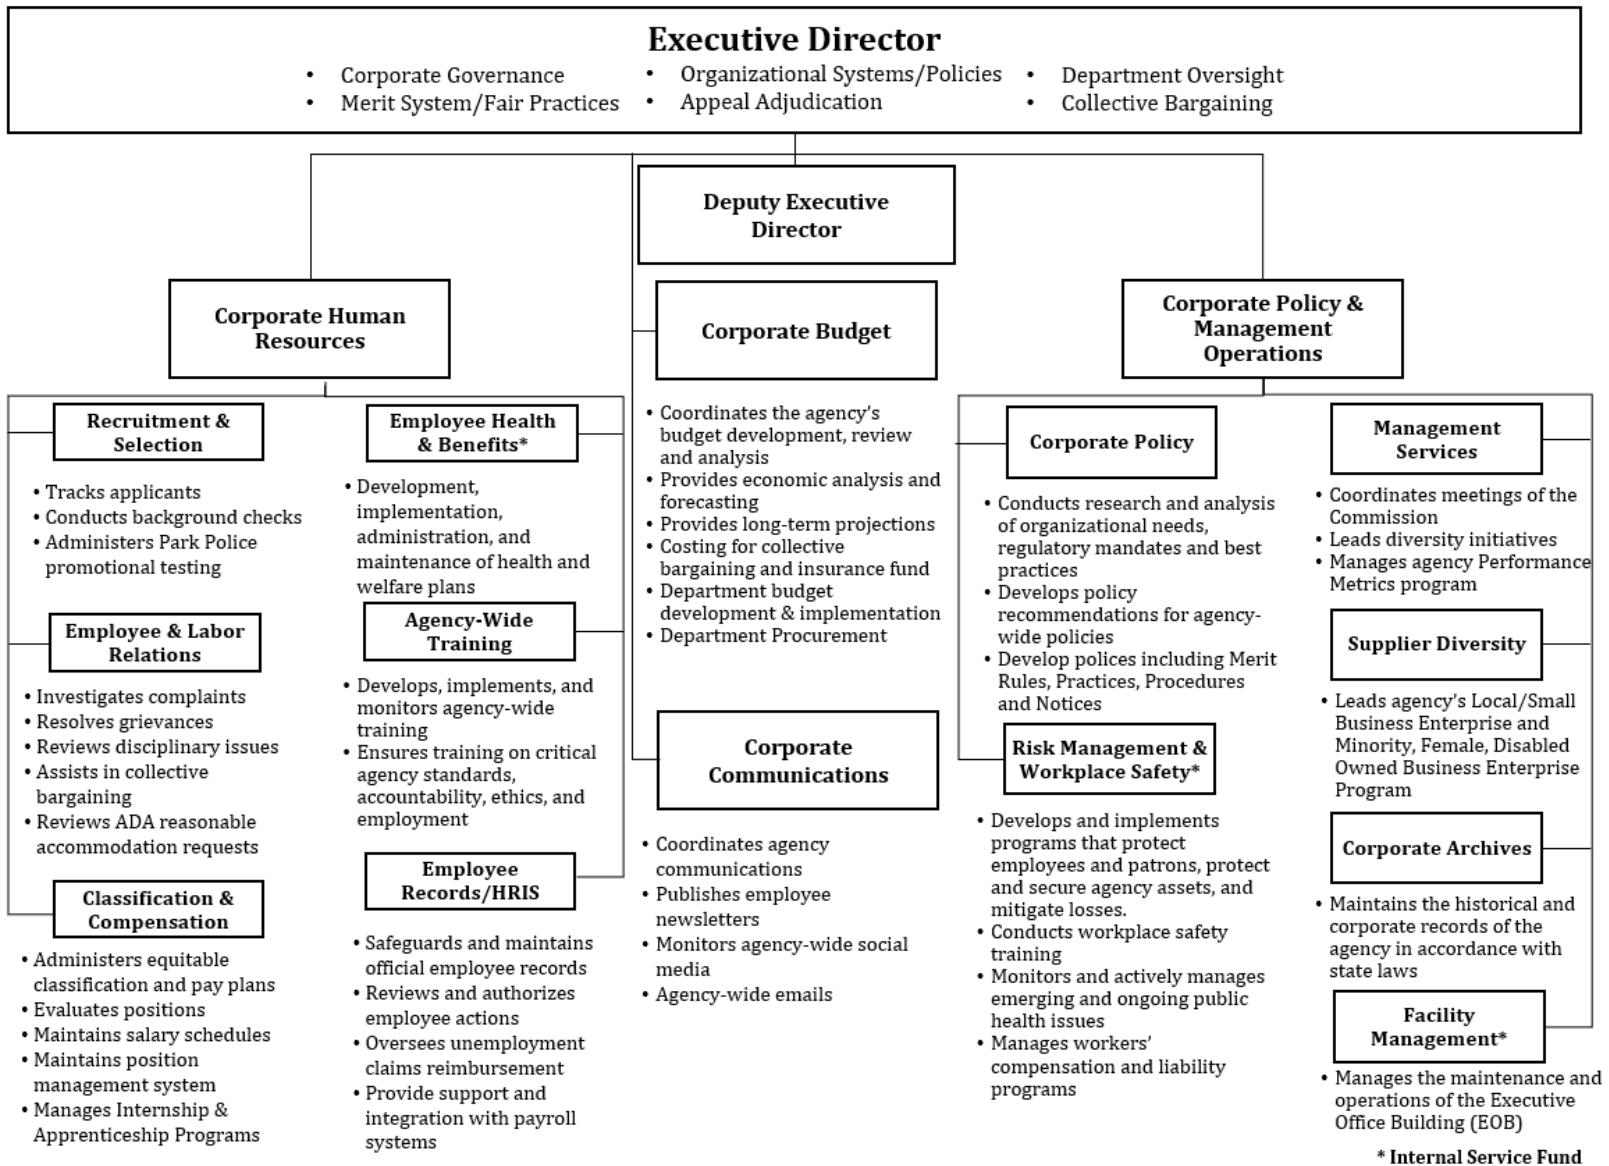 Executive Director
• Corporate Governance
• Merit System/Fair Practices
• Organizational Systems/Policies
• Appeal Adjudication
• Department Oversight
• Collective Bargaining
Deputy Executive
Director
Corporate Human
Resources
Recruitment &
Selection
• Tracks applicants
• Conducts background checks
• Administers Park Police
promotional testing
Employee & Labor
Relations
• Investigates complaints
• Resolves grievances
• Reviews disciplinary issues
• Assists in collective
bargaining
• Reviews ADA reasonable
accommodation requests
Classification &
Compensation
• Administers equitable
classification and pay plans
• Evaluates positions
• Maintains salary schedules
• Maintains position
management system
• Manages Internship &
Apprenticeship Programs
Employee Health
& Benefits*
• Development,
implementation,
administration, and
maintenance of health and
welfare plans
Agency-Wide
Training
• Develops, implements, and
monitors agency-wide
training
• Ensures training on critical
agency standards,
accountability, ethics, and
employment
Employee
Records/HRIS
• Safeguards and maintains
official employee records
• Reviews and authorizes
employee actions
• Oversees unemployment
claims reimbursement
• Provide support and
integration with payroll
systems
Corporate Budget
• Coordinates the agency's
budget development, review
and analysis
• Provides economic analysis and
forecasting
• Provides long-term projections
• Costing for collective
bargaining and insurance fund
• Department budget
development & implementation
• Department Procurement
Corporate
Communications
• Coordinates agency
communications
• Publishes employee
newsletters
• Monitors agency-wide social
media
• Agency-wide emails
Corporate Policy &
Management
Operations
Corporate Policy
• Conducts research and analysis
of organizational needs,
regulatory mandates and best
practices
• Develops policy
recommendations for agency-
wide policies
• Develop polices including Merit
Rules, Practices, Procedures
and Notices
Risk Management &
Workplace Safety*
• Develops and implements
programs that protect
employees and patrons, protect
and secure agency assets, and
mitigate losses.
• Conducts workplace safety
training
• Monitors and actively manages
emerging and ongoing public
health issues
• Manages workers'
compensation and liability
programs
Management
Services
• Coordinates meetings of the
Commission
• Leads diversity initiatives
• Manages agency Performance
Metrics program
Supplier Diversity
• Leads agency's Local/Small
Business Enterprise and
Minority, Female, Disabled
Owned Business Enterprise
Program
Corporate Archives
• Maintains the historical and
corporate records of the
agency in accordance with
state laws
Facility
Management*
• Manages the maintenance and
operations of the Executive
Office Building (EOB)
* Internal Service Fund